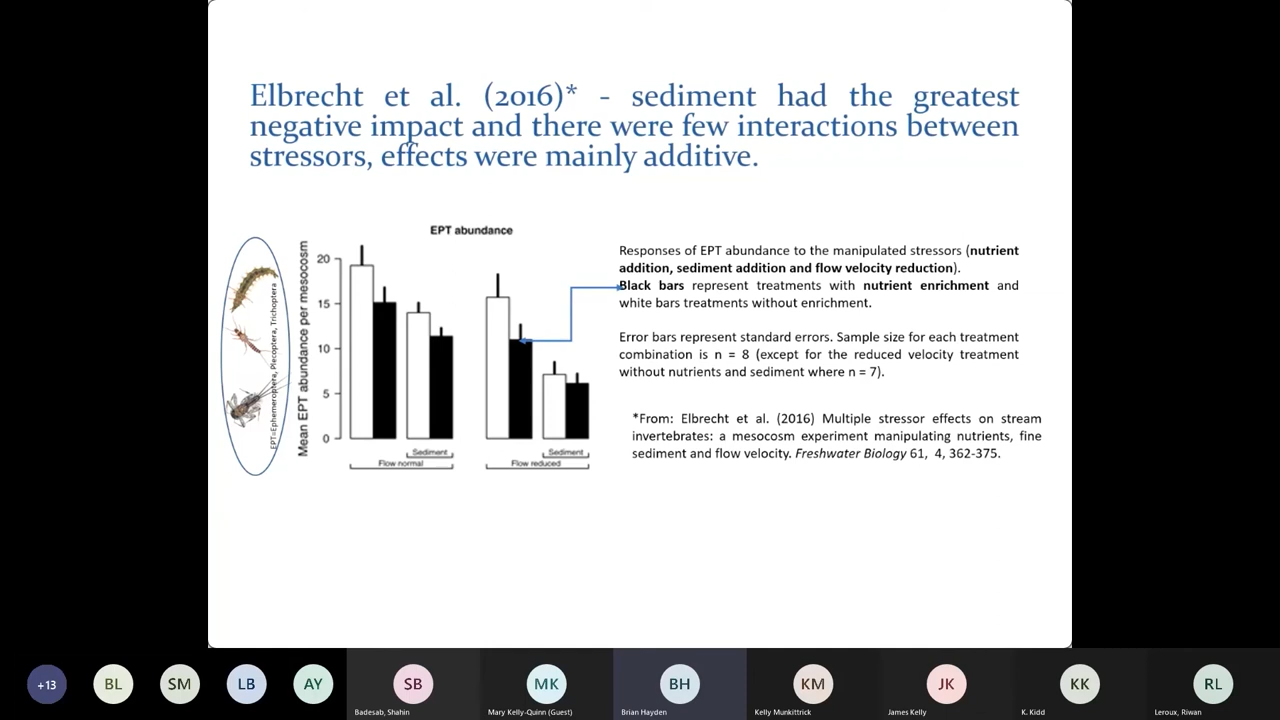 Elbrecht et al. (2016)* - sediment had the greatest
negative impact and there were few interactions between
stressors, effects were mainly additive.
EPT=Ephemeroptera, Plecoptera, Trichoptera
EPT abundance
Mean EPT abundance per mesocosm
20
15
10
5
0
Sediment
Flow normal
Sediment
Flow reduced
Responses of EPT abundance to the manipulated stressors (nutrient
addition, sediment addition and flow velocity reduction).
Black bars represent treatments with nutrient enrichment and
white bars treatments without enrichment.
Error bars represent standard errors. Sample size for each treatment
combination is n = 8 (except for the reduced velocity treatment
without nutrients and sediment where n = 7).
*From: Elbrecht et al. (2016) Multiple stressor effects on stream
invertebrates: a mesocosm experiment manipulating nutrients, fine
sediment and flow velocity. Freshwater Biology 61, 4, 362-375.
+13
BL
SM
LB
AY
SB
Badesab, Shahin
MK
Mary Kelly-Quinn (Guest)
BH
Brian Hayden
KM
Kelly Munkittrick
JK
James Kelly
KK
K. Kidd
RL
Leroux, Riwan